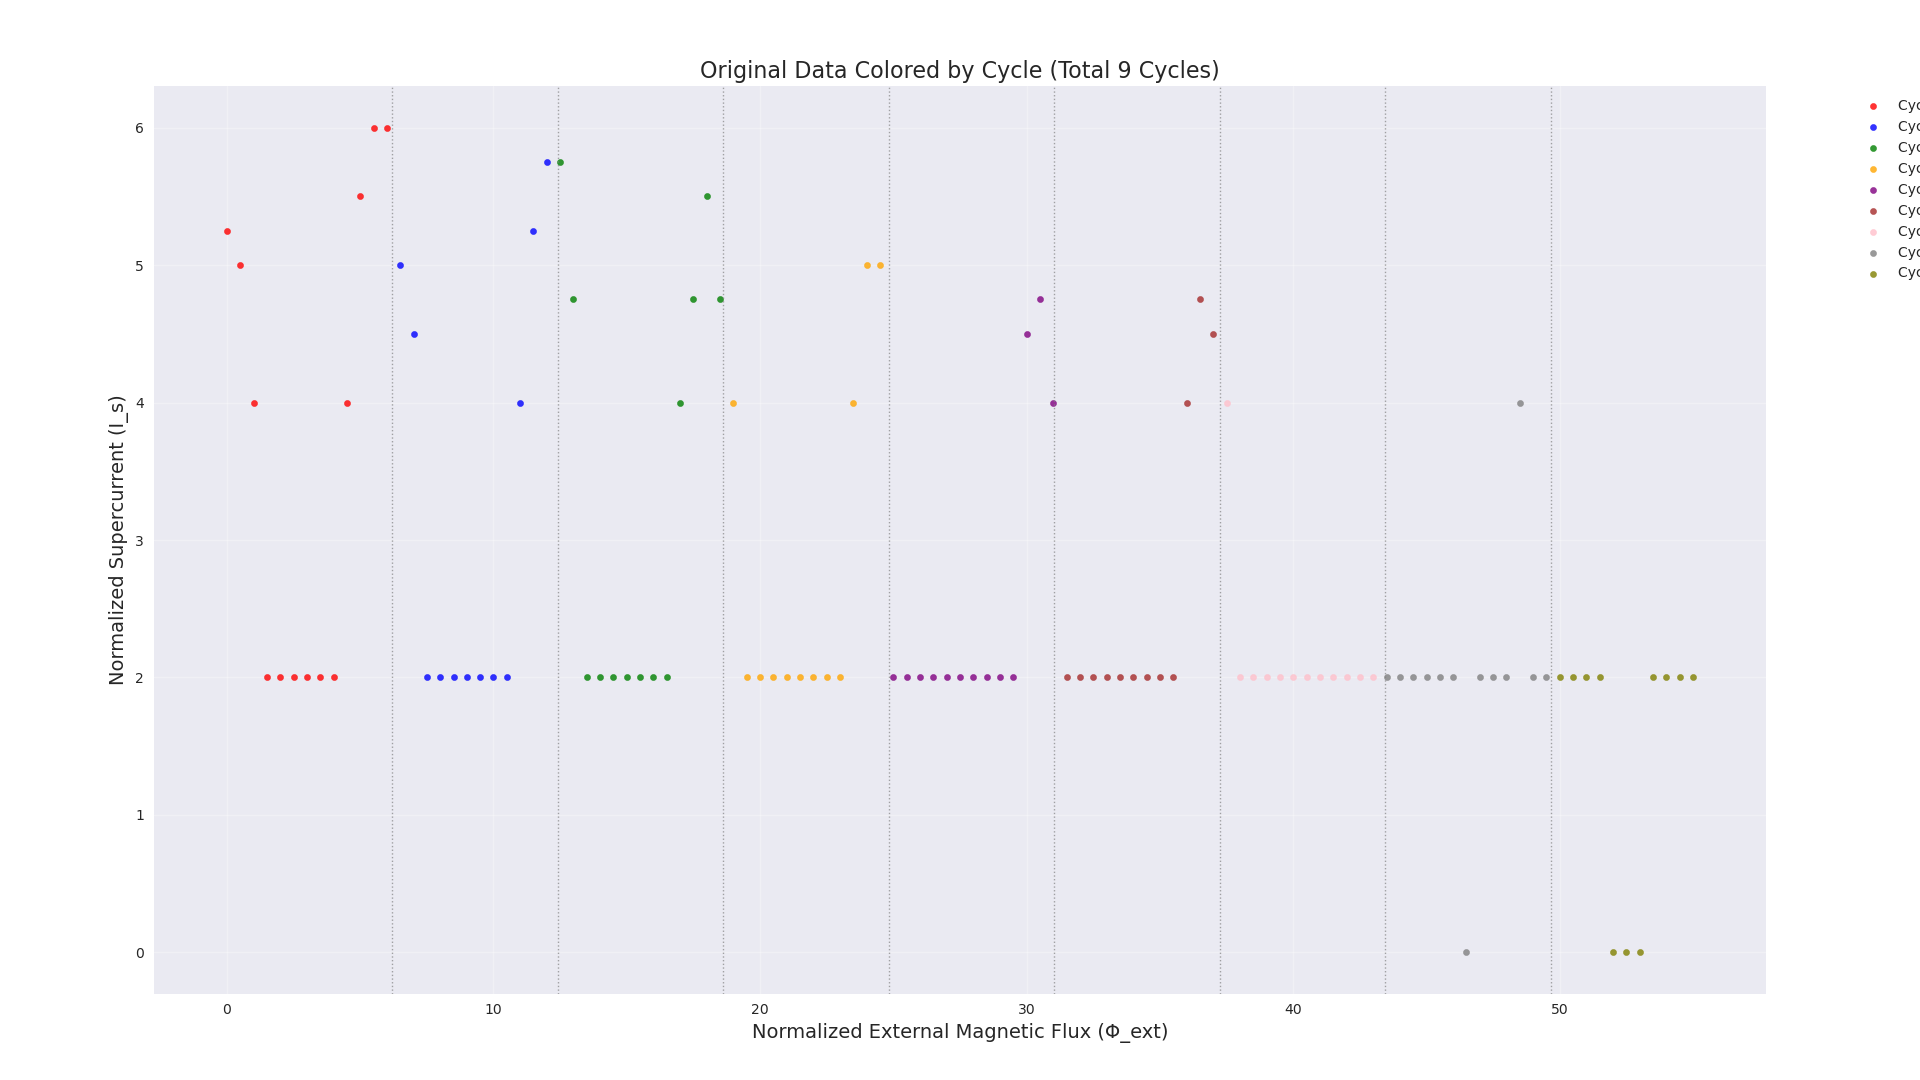 Original Data Colored by Cycle (Total 9 Cycles)
Normalized Supercurrent (I_s)
6
5
4
3
2
1
0
0 10 20 30 40 50
Normalized External Magnetic Flux (Φ_ext)
Cyc
Cyc
Cyc
Cyc
Cyc
Cyc
Cyc
Cyc
Cyc